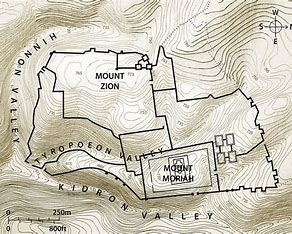 W
S N
E
HINNOM VALLEY
MOUNT
ZION
TYROPOEON VALLEY
MOUNT
MORIAH
KIDRON VALLEY
0 250m
0 800ft